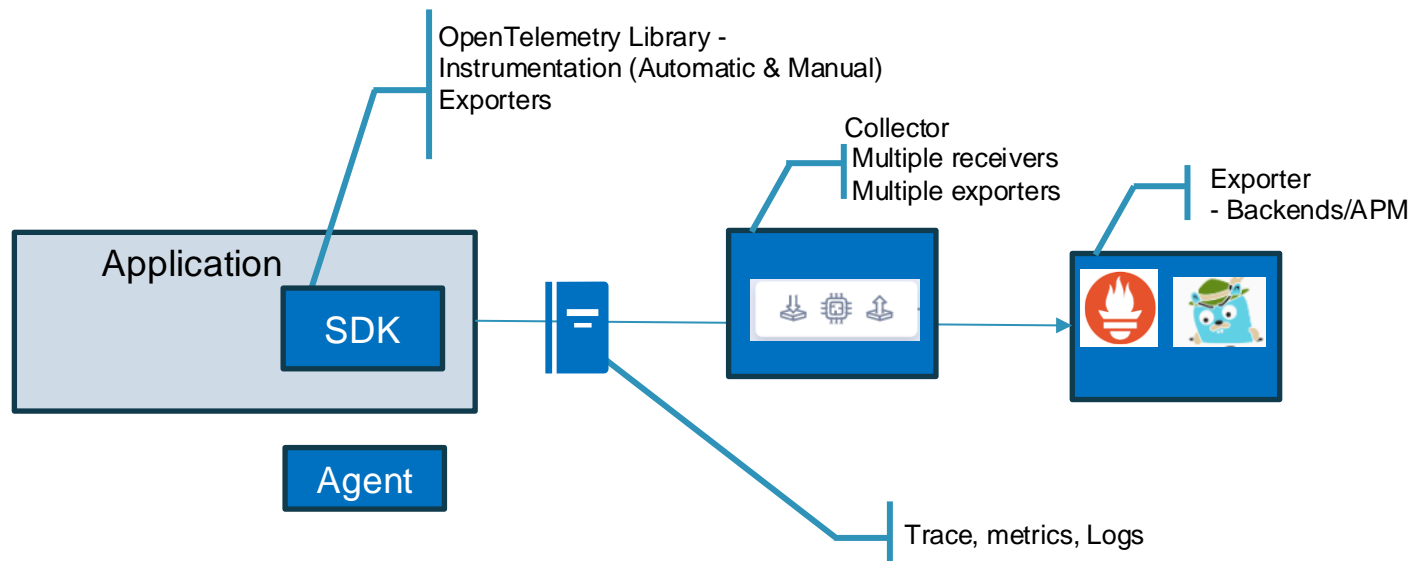 OpenTelemetry Library -
Instrumentation (Automatic & Manual)
Exporters
Collector
Multiple receivers
Multiple exporters
Exporter
- Backends/APM
Application
SDK
Agent
Trace, metrics, Logs